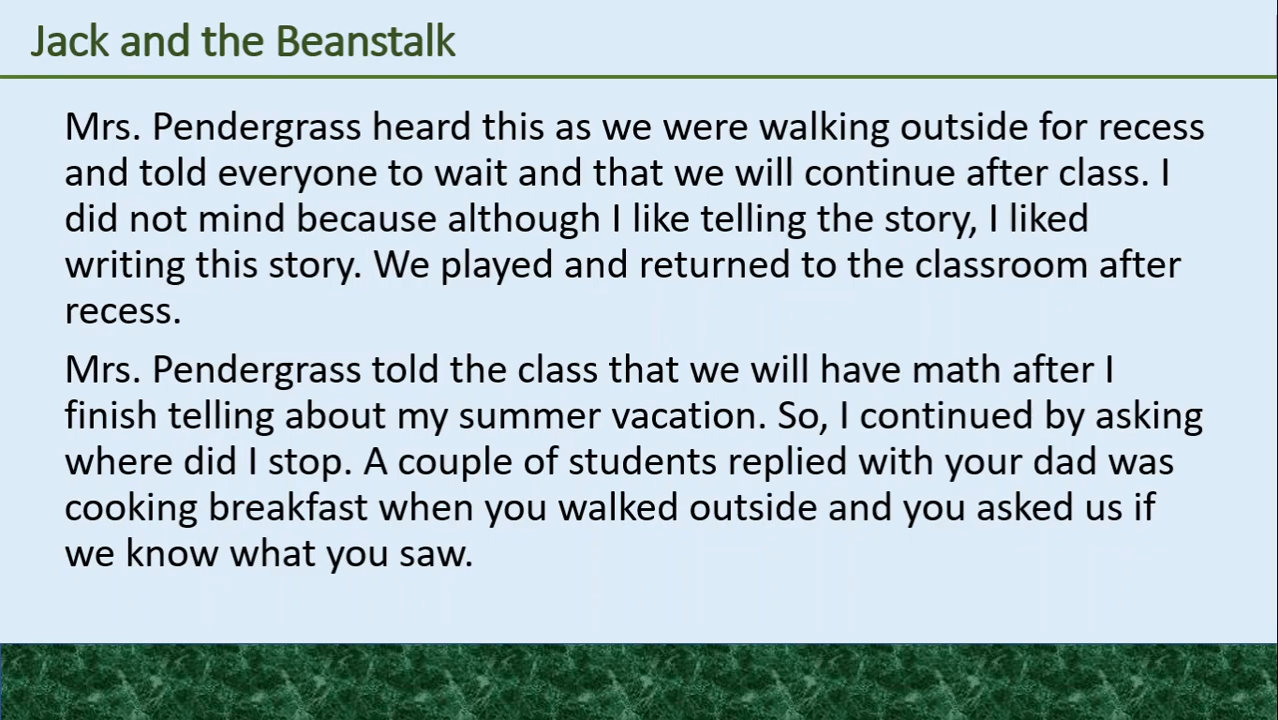 Jack and the Beanstalk
Mrs. Pendergrass heard this as we were walking outside for recess
and told everyone to wait and that we will continue after class. I
did not mind because although I like telling the story, I liked
writing this story. We played and returned to the classroom after
recess.
Mrs. Pendergrass told the class that we will have math after I
finish telling about my summer vacation. So, I continued by asking
where did I stop. A couple of students replied with your dad was
cooking breakfast when you walked outside and you asked us if
we know what you saw.